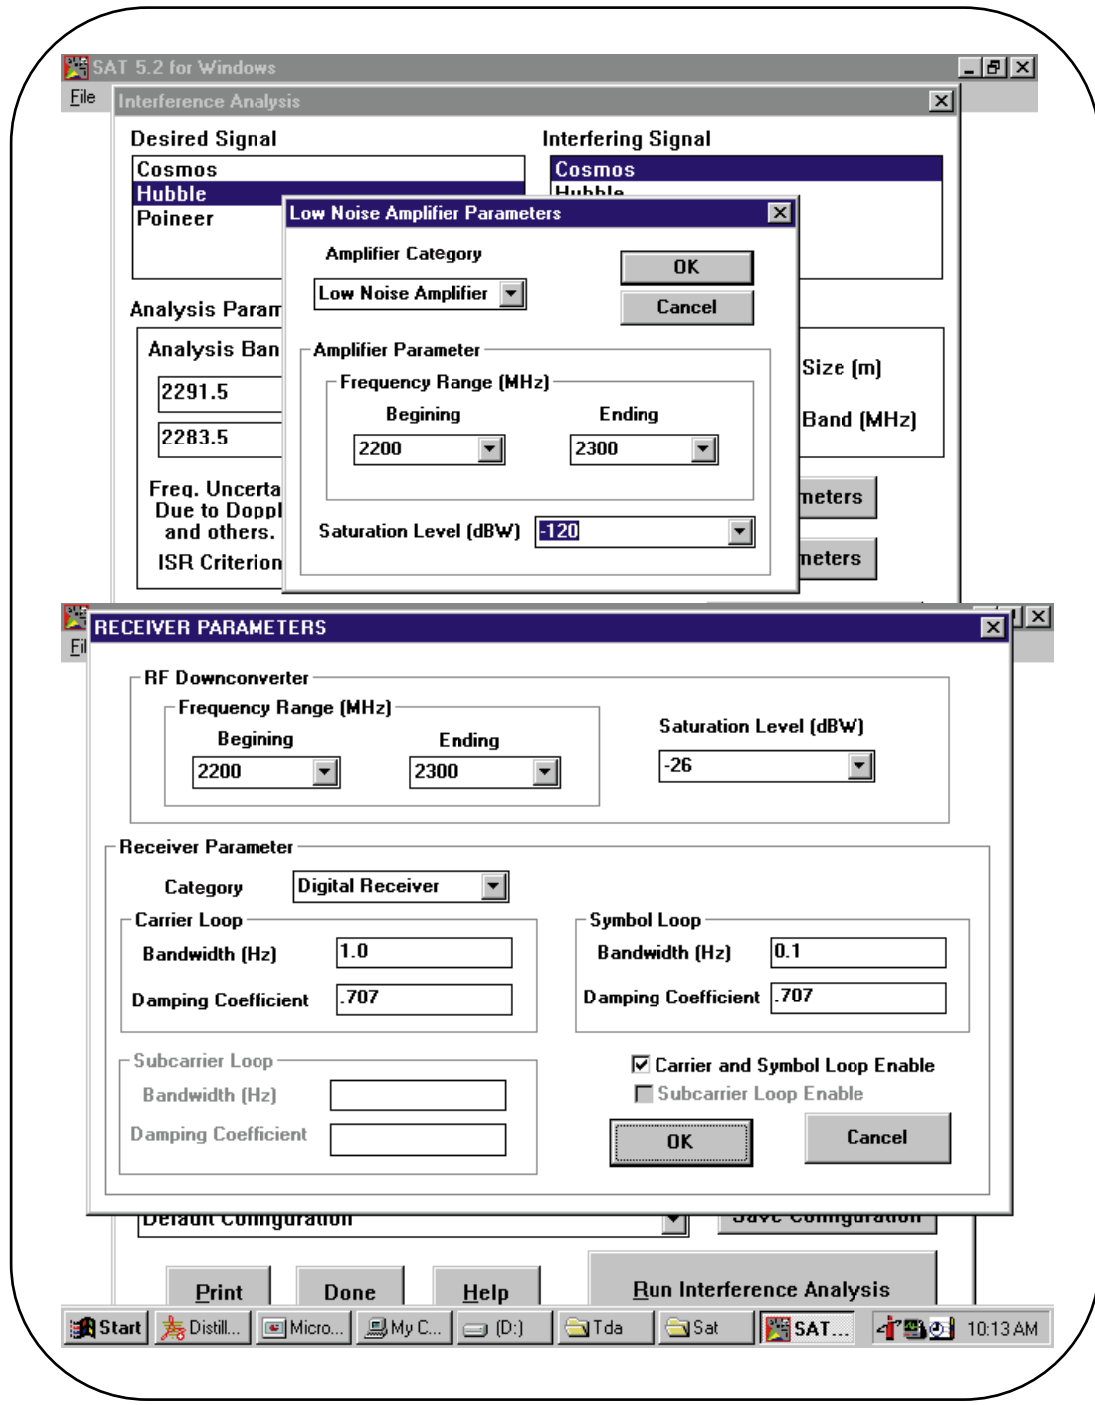 SAT 5.2 for Windows
File
Interference Analysis
Desired Signal
Interfering Signal
Cosmos
Hubble
Poineer
Cosmos
Hubble
Low Noise Amplifier Parameters
Amplifier Category
OK
Low Noise Amplifier
Cancel
Analysis Param
Analysis Ban
2291.5
2283.5
Amplifier Parameter
Frequency Range (MHz)
Begining
Ending
2200
2300
Size (m)
Band (MHz)
Freq. Uncerta
Due to Doppl
and others.
ISR Criterion
Saturation Level (dBW)
-120
meters
meters
Fil
RECEIVER PARAMETERS
RF Downconverter
Frequency Range (MHz)
Begining
Ending
2200
2300
Saturation Level (dBW)
-26
Receiver Parameter
Category
Digital Receiver
Carrier Loop
Bandwidth (Hz)
1.0
Damping Coefficient
.707
Symbol Loop
Bandwidth (Hz)
0.1
Damping Coefficient
.707
Subcarrier Loop
Bandwidth (Hz)
Damping Coefficient
Carrier and Symbol Loop Enable
Subcarrier Loop Enable
OK
Cancel
Default Configuration
Save Configuration
Print
Done
Help
Run Interference Analysis
Start
Distill...
Micro...
My C...
(D:)
Tda
Sat
SAT...
10:13 AM